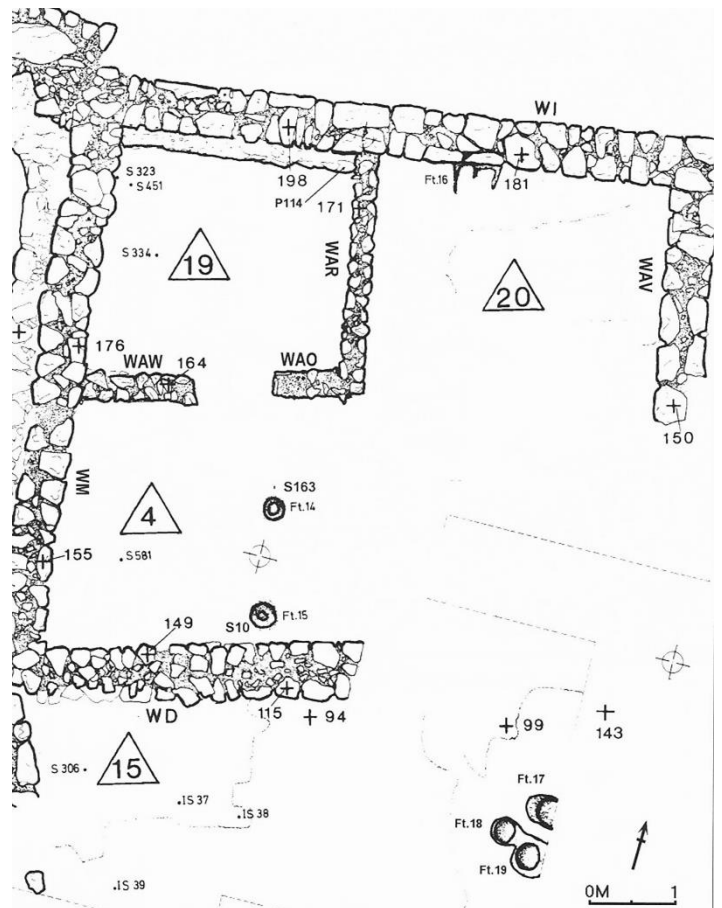 WI
198
181
Ft.16
S 323
S 451
P114
171
WAR
WAV
S 334
19
20
176
WAW
164
WAO
150
WM
S163
Ft.14
4
155
S 581
Ft.15
S10
149
WD
115
94
99
143
15
S 306
IS 37
IS 38
Ft.17
Ft.18
Ft.19
IS 39
0M 1